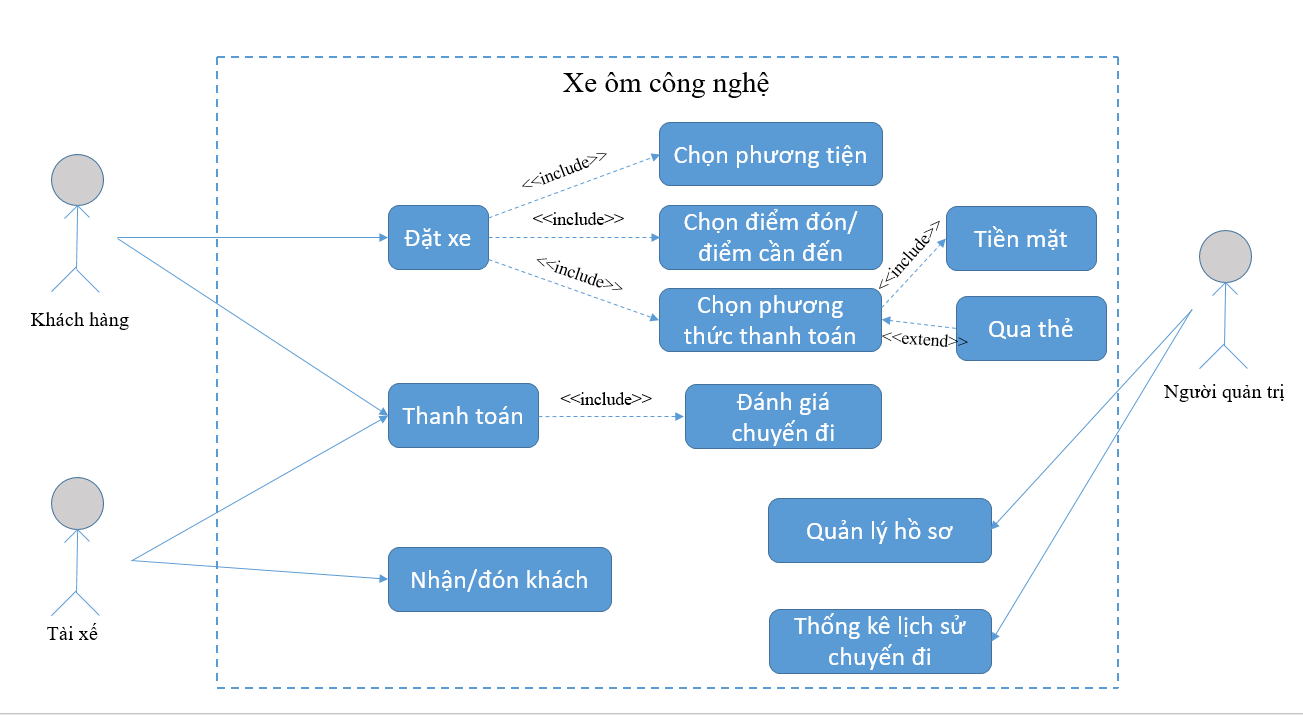 Xe ôm công nghệ
Khách hàng
Tài xế
Người quản trị
Đặt xe
<<include>>
Chọn phương tiện
<<include>>
Chọn điểm đón/
điểm cần đến
<<include>>
Chọn phương
thức thanh toán
<<include>>
Tiền mặt
<<extend>>
Qua thẻ
Thanh toán
<<include>>
Đánh giá
chuyến đi
Nhận/đón khách
Quản lý hồ sơ
Thống kê lịch sử
chuyến đi